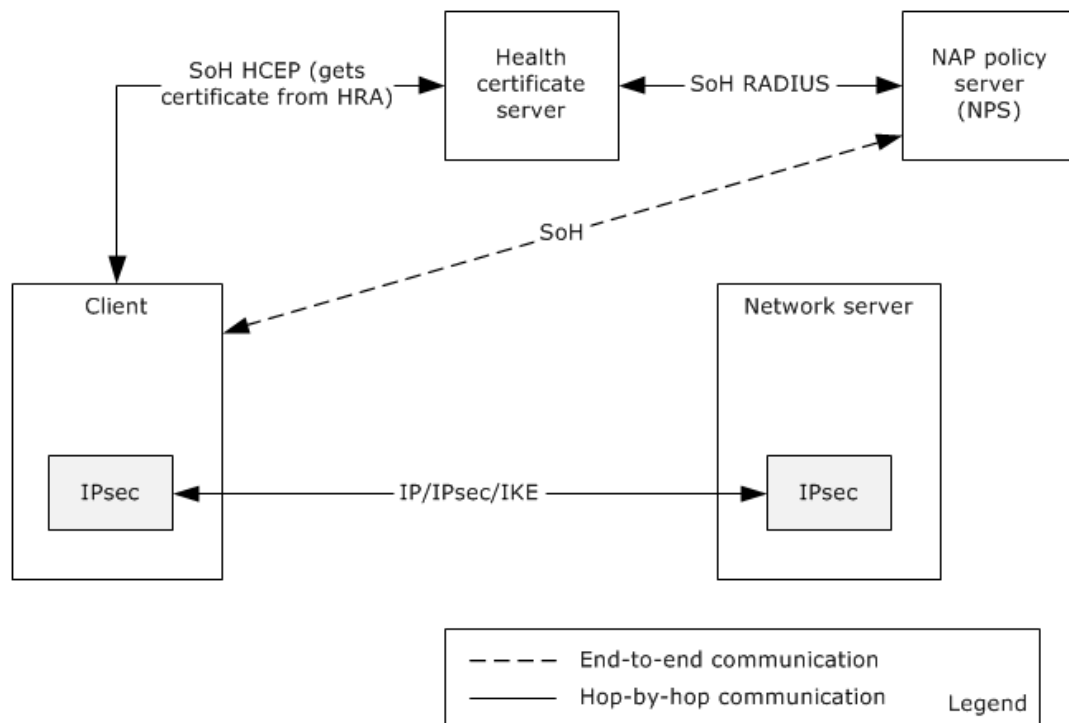 Health
certificate
server
NAP policy
server
(NPS)
SoH HCEP (gets
certificate from HRA)
SoH RADIUS
SoH
Client
Network server
IPsec
IP/IPsec/IKE
IPsec
End-to-end communication
Hop-by-hop communication
Legend